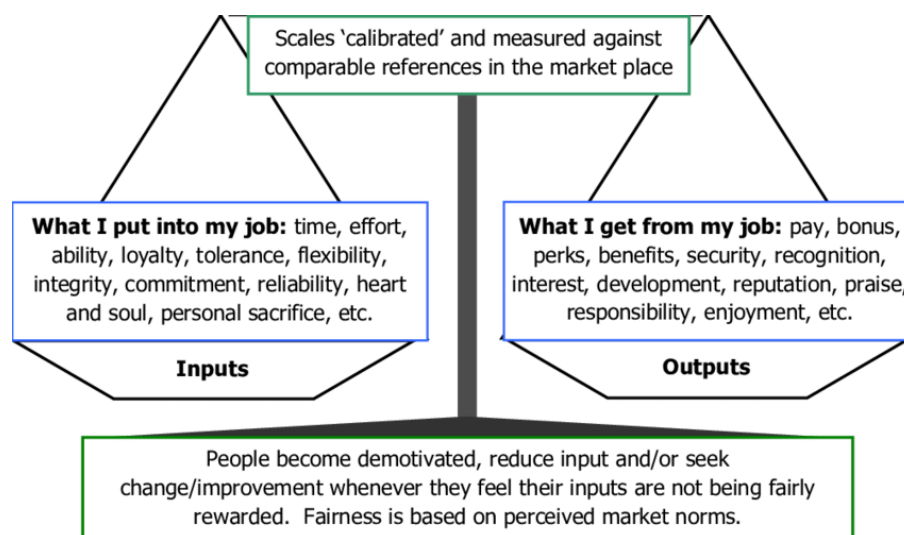 Scales ‘calibrated’ and measured against
comparable references in the market place
What I put into my job: time, effort,
ability, loyalty, tolerance, flexibility,
integrity, commitment, reliability, heart
and soul, personal sacrifice, etc.
Inputs
What I get from my job: pay, bonus,
perks, benefits, security, recognition,
interest, development, reputation, praise,
responsibility, enjoyment, etc.
Outputs
People become demotivated, reduce input and/or seek
change/improvement whenever they feel their inputs are not being fairly
rewarded.  Fairness is based on perceived market norms.